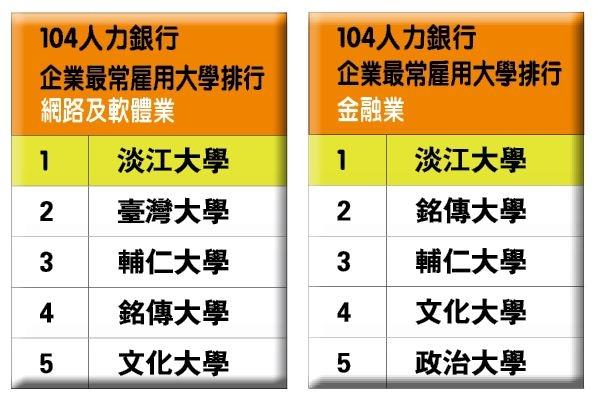 104人力銀行
企業最常雇用大學排行
網路及軟體業
1 淡江大學
2 臺灣大學
3 輔仁大學
4 銘傳大學
5 文化大學
104人力銀行
企業最常雇用大學排行
金融業
1 淡江大學
2 銘傳大學
3 輔仁大學
4 文化大學
5 政治大學